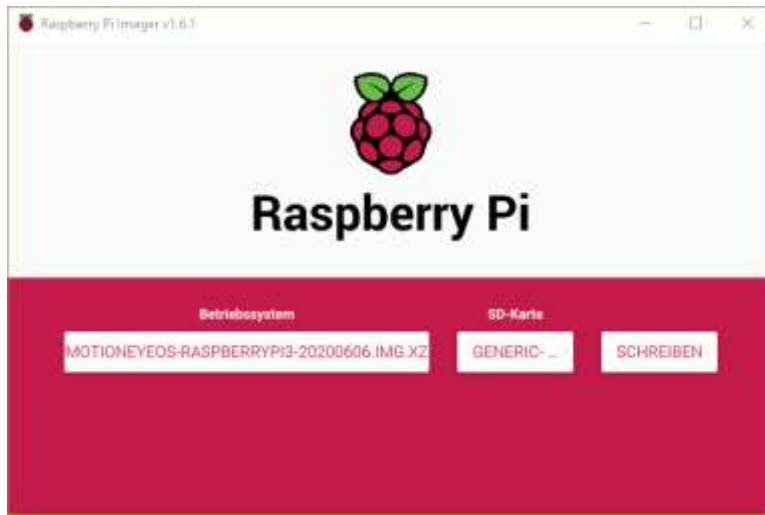 Raspberry Pi Imager v1.6.1
Raspberry Pi
Betriebssystem
SD-Karte
MOTIONEYEOS-RASPBERRYPI3-20200606.IMG.XZ
GENERIC- ...
SCHREIBEN